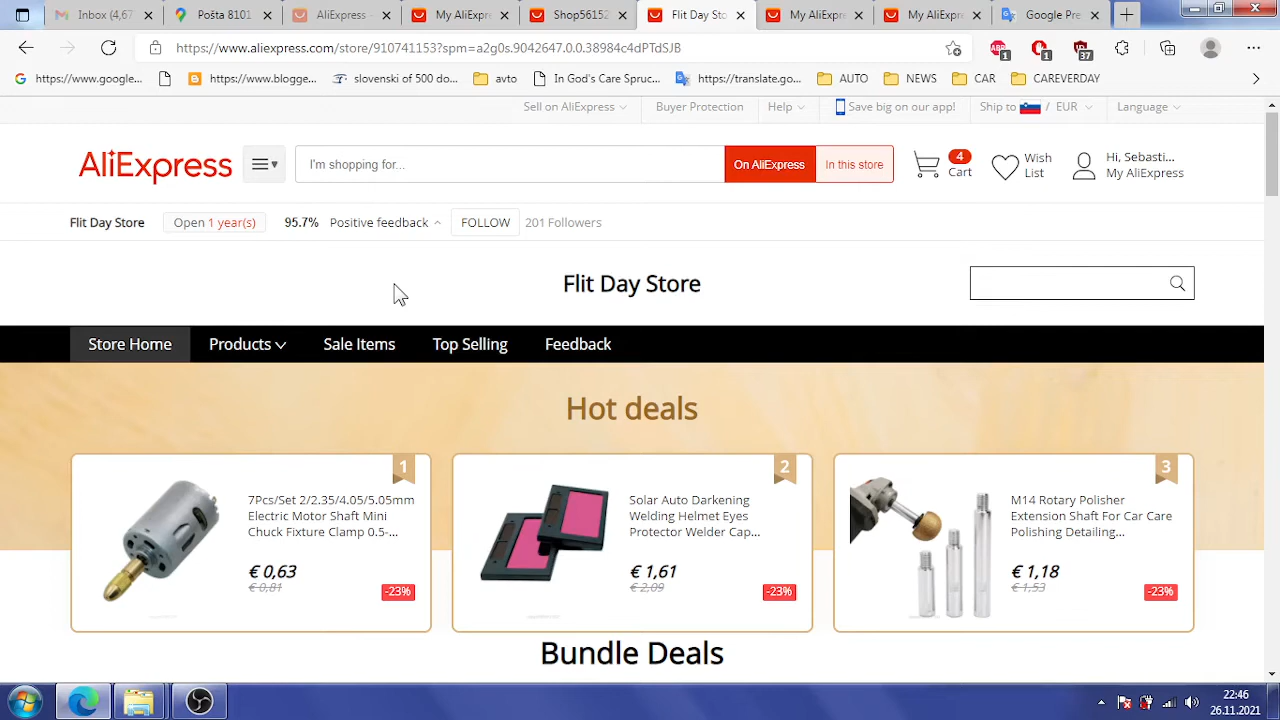 Inbox (4,67
Pošta 8101
AliExpress
My AliEx
Flit Day St
My AliExp
My AliExp
Google Pre
https://www.aliexpress.com/store/910741153?spm=a2g0s.9042647.0.0.38984c4dPTdSJB
1
1
37
https://www.google...
https://www.blogge...
slovenski of 500 do...
avto
In God's Care Spruc...
https://translate.go...
AUTO
NEWS
CAR
CAREVERDAY
Sell on AliExpress
Buyer Protection
Help
Save big on our app!
Ship to / EUR
Language
AliExpress
I'm shopping for...
On AliExpress
In this store
4
Cart
Wish
List
Hi, Sebasti...
My AliExpress
Flit Day Store
Open 1 year(s)
95.7% Positive feedback
FOLLOW
201 Followers
Flit Day Store
Store Home
Products
Sale Items
Top Selling
Feedback
Hot deals
1
7Pcs/Set 2/2.35/4.05/5.05mm
Electric Motor Shaft Mini
Chuck Fixture Clamp 0.5-...
€ 0,63
€ 0,81
-23%
2
Solar Auto Darkening
Welding Helmet Eyes
Protector Welder Cap...
€ 1,61
€ 2,09
-23%
3
M14 Rotary Polisher
Extension Shaft For Car Care
Polishing Detailing...
€ 1,18
€ 1,53
-23%
Bundle Deals
22:46
26.11.2021